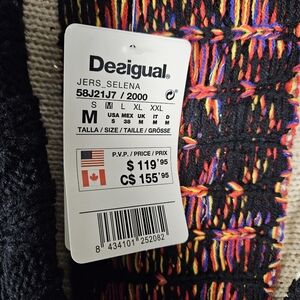 Desigual®
JERS_SELENA
58J21J7 / 2000
S M L XL XXL
M USA MEX UK IT D
S 38 M M M
TALLA / SIZE / TAILLE / GRÖSSE
P.V.P. / PRICE / PRIX
$ 119'95
C$ 155'95
8 434101 252082